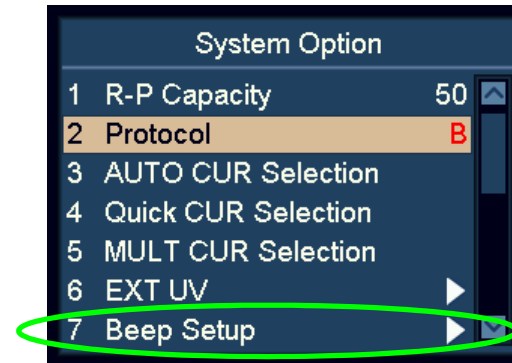 System Option
1 R-P Capacity 50
2 Protocol B
3 AUTO CUR Selection
4 Quick CUR Selection
5 MULT CUR Selection
6 EXT UV
7 Beep Setup